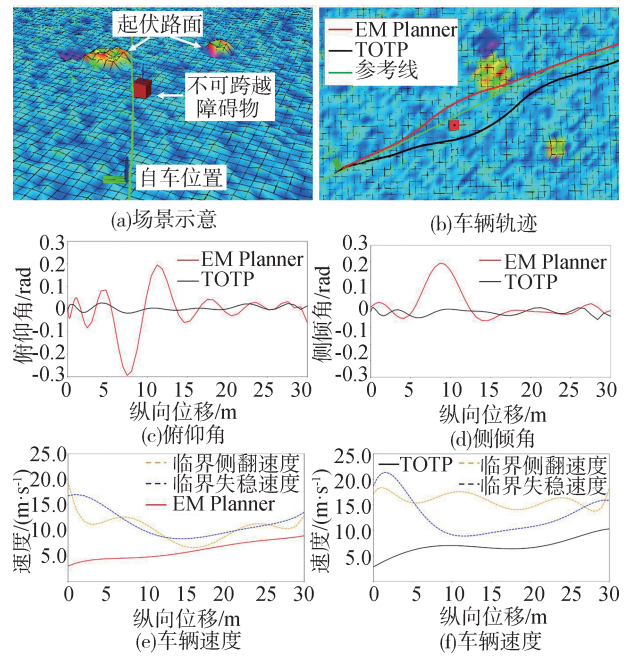 起伏路面
不可跨越
障碍物
自车位置
(a)场景示意
EM Planner
TOTP
参考线
(b)车辆轨迹
0.3
0.2
0.1
0
-0.1
-0.2
-0.3
俯仰角/rad
EM Planner
TOTP
0 5 10 15 20 25 30
纵向位移/m
(c)俯仰角
0.3
0.2
0.1
0
-0.1
-0.2
-0.3
侧倾角/rad
EM Planner
TOTP
0 5 10 15 20 25 30
纵向位移/m
(d)侧倾角
25.0
20.0
15.0
10.0
5.0
速度/(m·s¹)
临界侧翻速度
临界失稳速度
EM Planner
0 5 10 15 20 25 30
纵向位移/m
(e)车辆速度
25.0
20.0
15.0
10.0
5.0
速度/(m·s¹)
TOTP
临界侧翻速度
临界失稳速度
0 5 10 15 20 25 30
纵向位移/m
(f)车辆速度